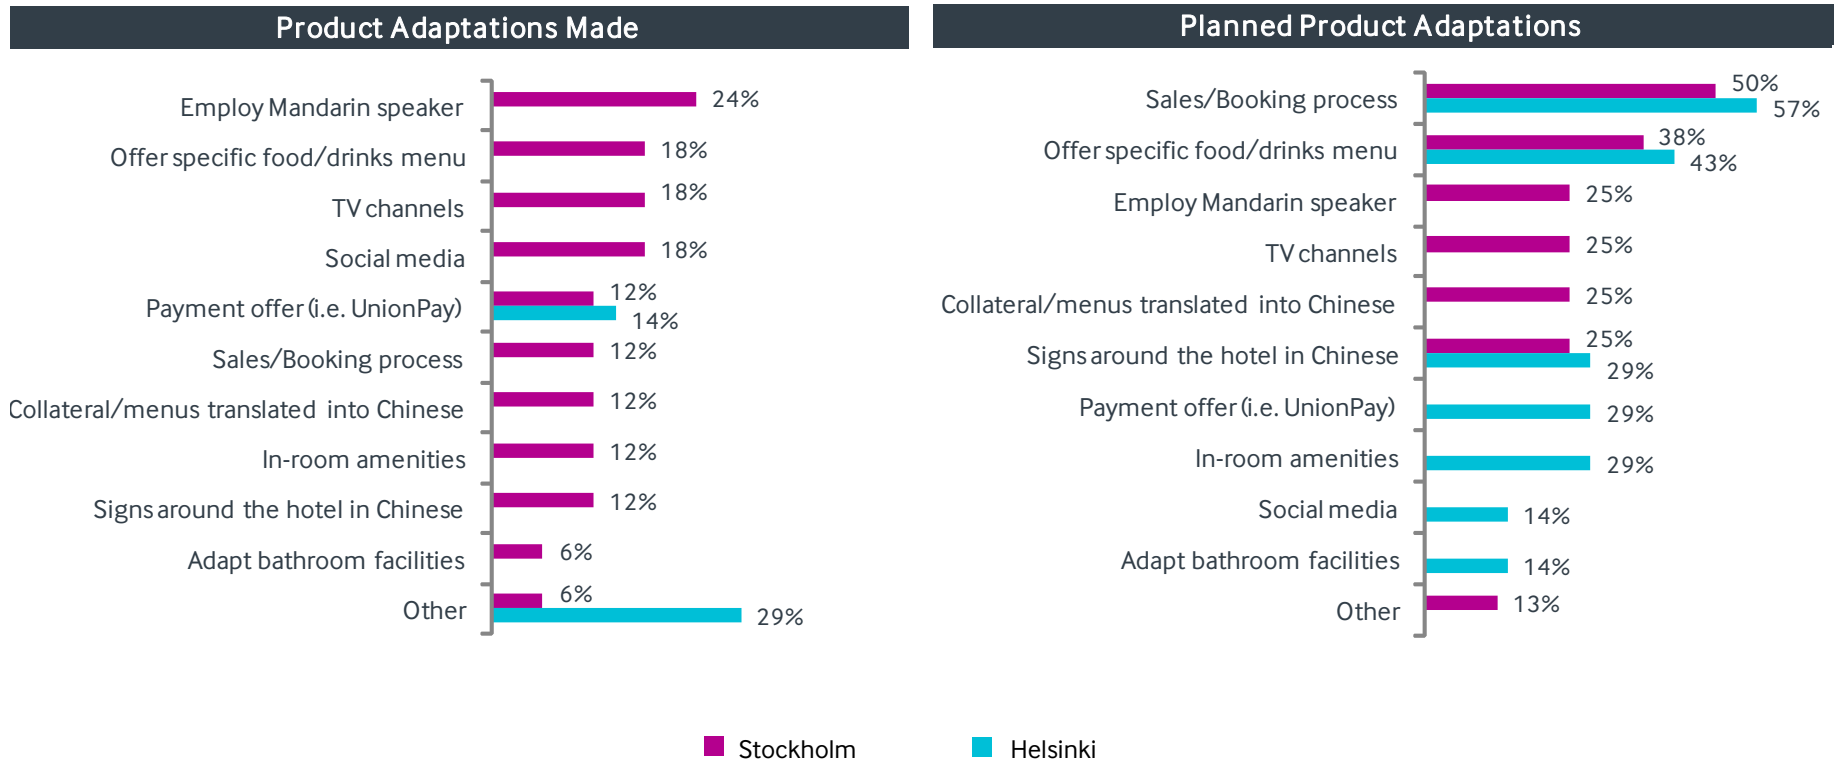 Product Adaptations Made
Employ Mandarin speaker 24%
Offer specific food/drinks menu 18%
TV channels 18%
Social media 18%
Payment offer (i.e. UnionPay) 12%
14%
Sales/Booking process 12%
Collateral/menus translated into Chinese 12%
In-room amenities 12%
Signs around the hotel in Chinese 12%
Adapt bathroom facilities 6%
Other 6%
29%
Planned Product Adaptations
Sales/Booking process 50%
57%
Offer specific food/drinks menu 38%
43%
Employ Mandarin speaker 25%
TV channels 25%
Collateral/menus translated into Chinese 25%
Signs around the hotel in Chinese 25%
29%
Payment offer (i.e. UnionPay) 29%
In-room amenities 29%
Social media 14%
Adapt bathroom facilities 14%
Other 13%
Stockholm Helsinki